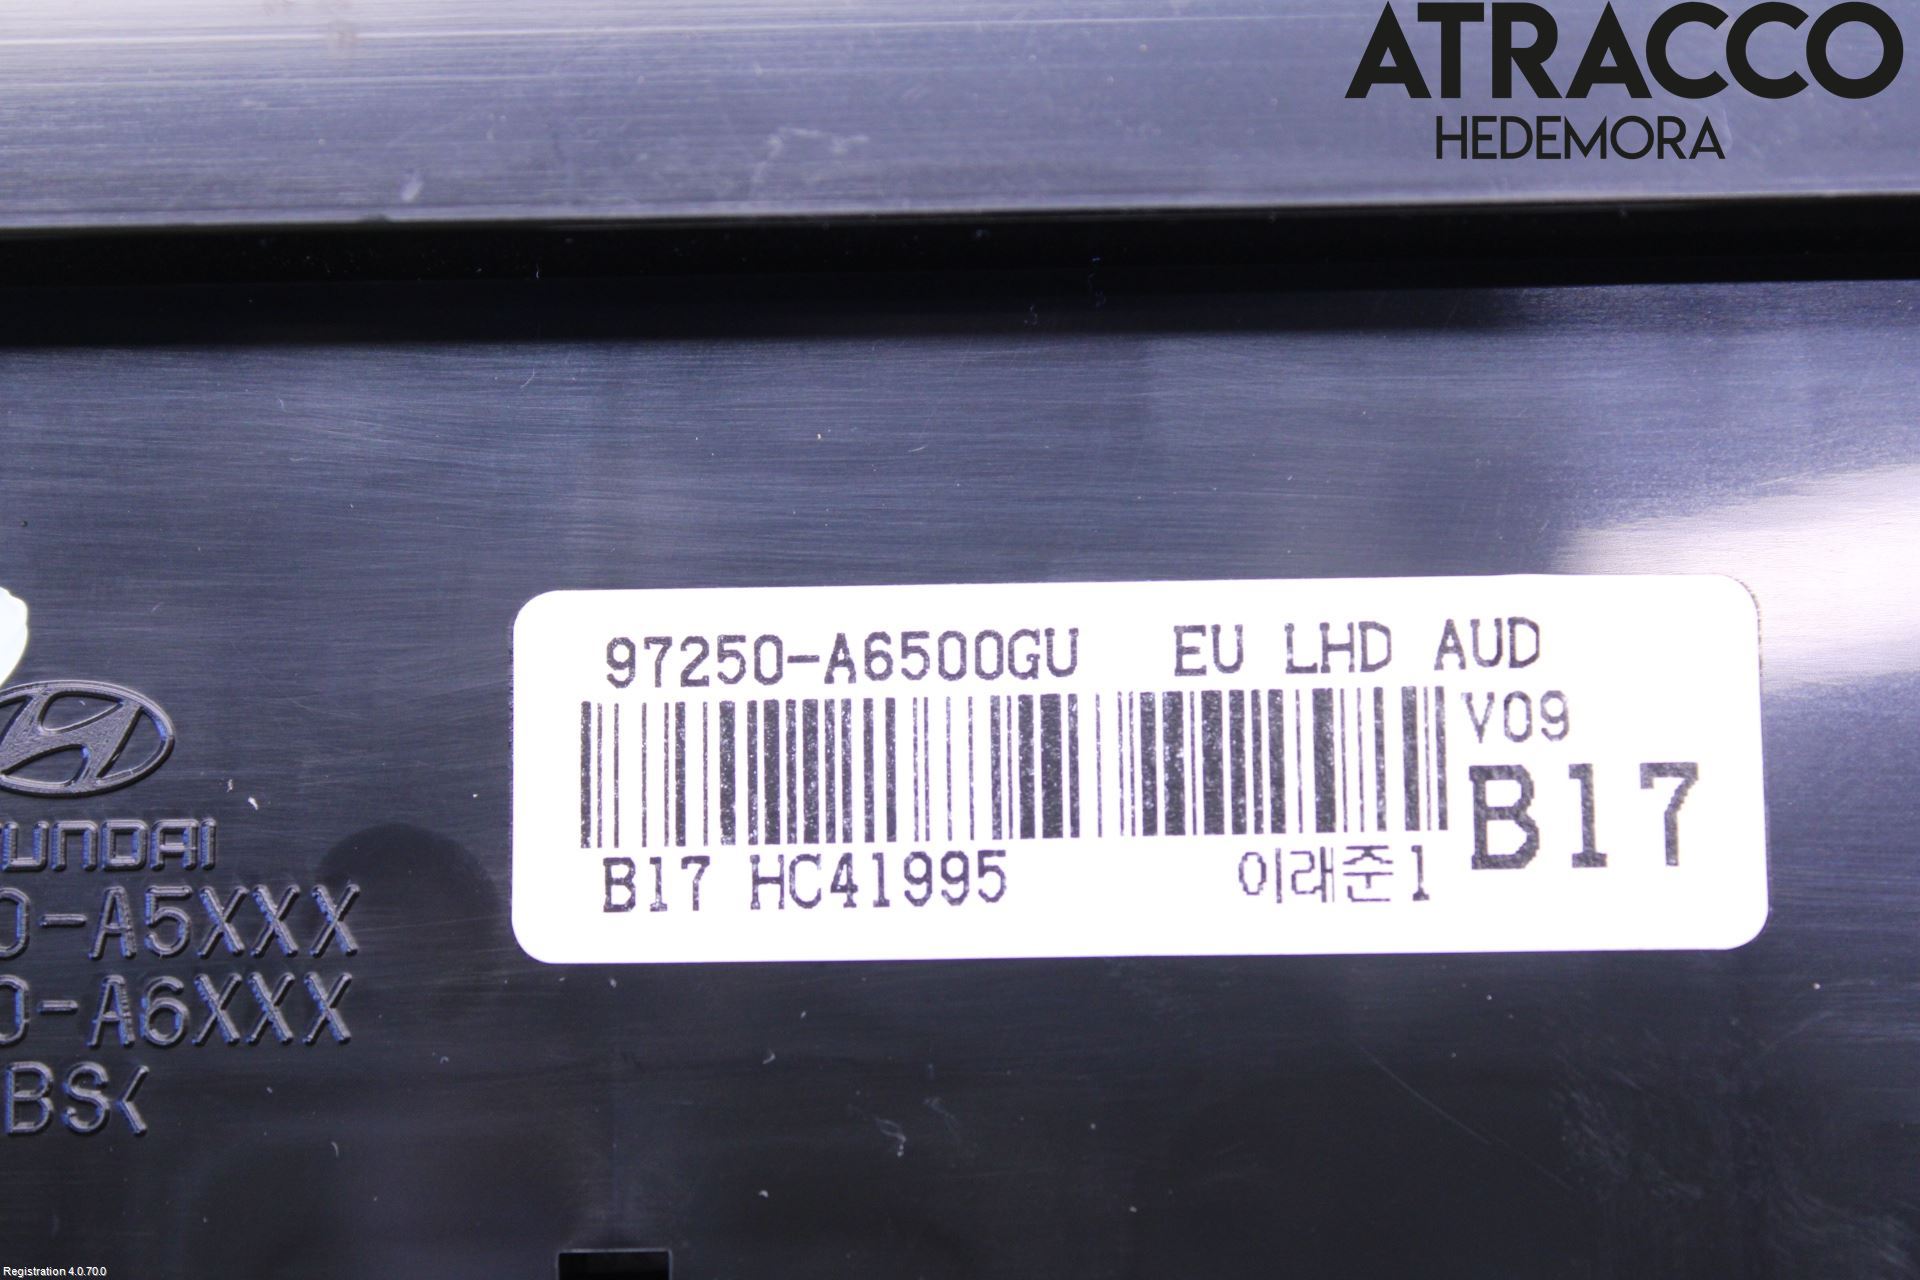 ATRACCO
HEDEMORA
97250-A6500GU EU LHD AUD
V09
B17
B17 HC41995 이래준1
YUNDAI
0-A5XXX
0-A6XXX
BS<
Registration 4.0.70.0